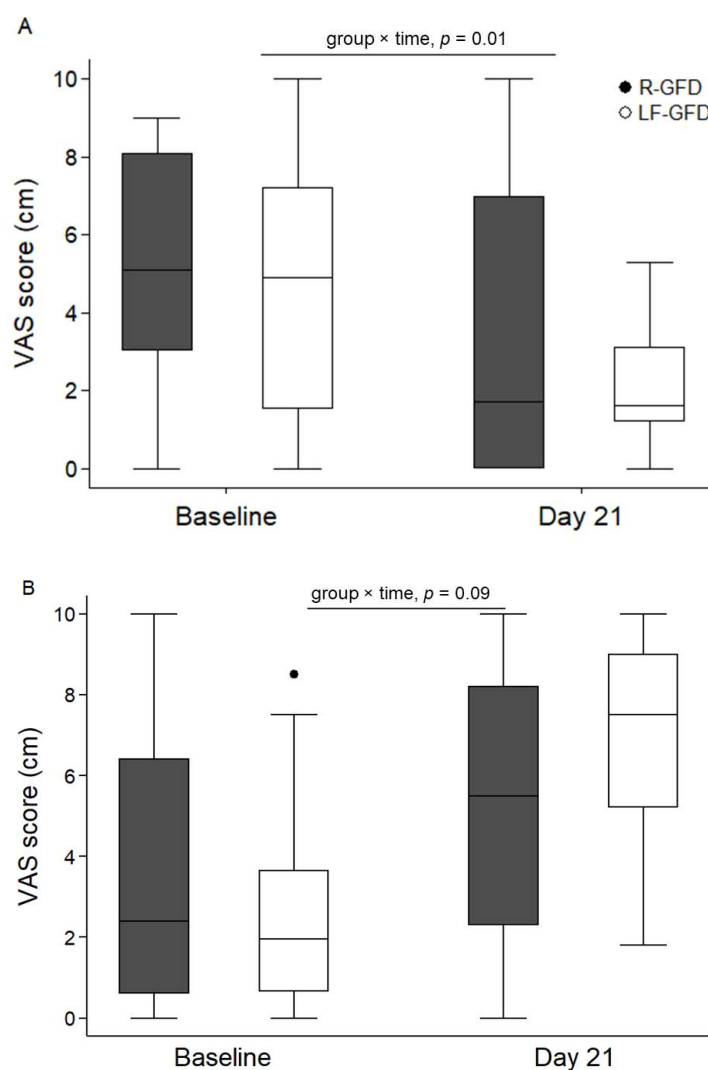 A
group × time, p = 0.01
VAS score (cm)
10
8
6
4
2
0
R-GFD
LF-GFD
Baseline
Day 21
B
group × time, p = 0.09
VAS score (cm)
10
8
6
4
2
0
Baseline
Day 21